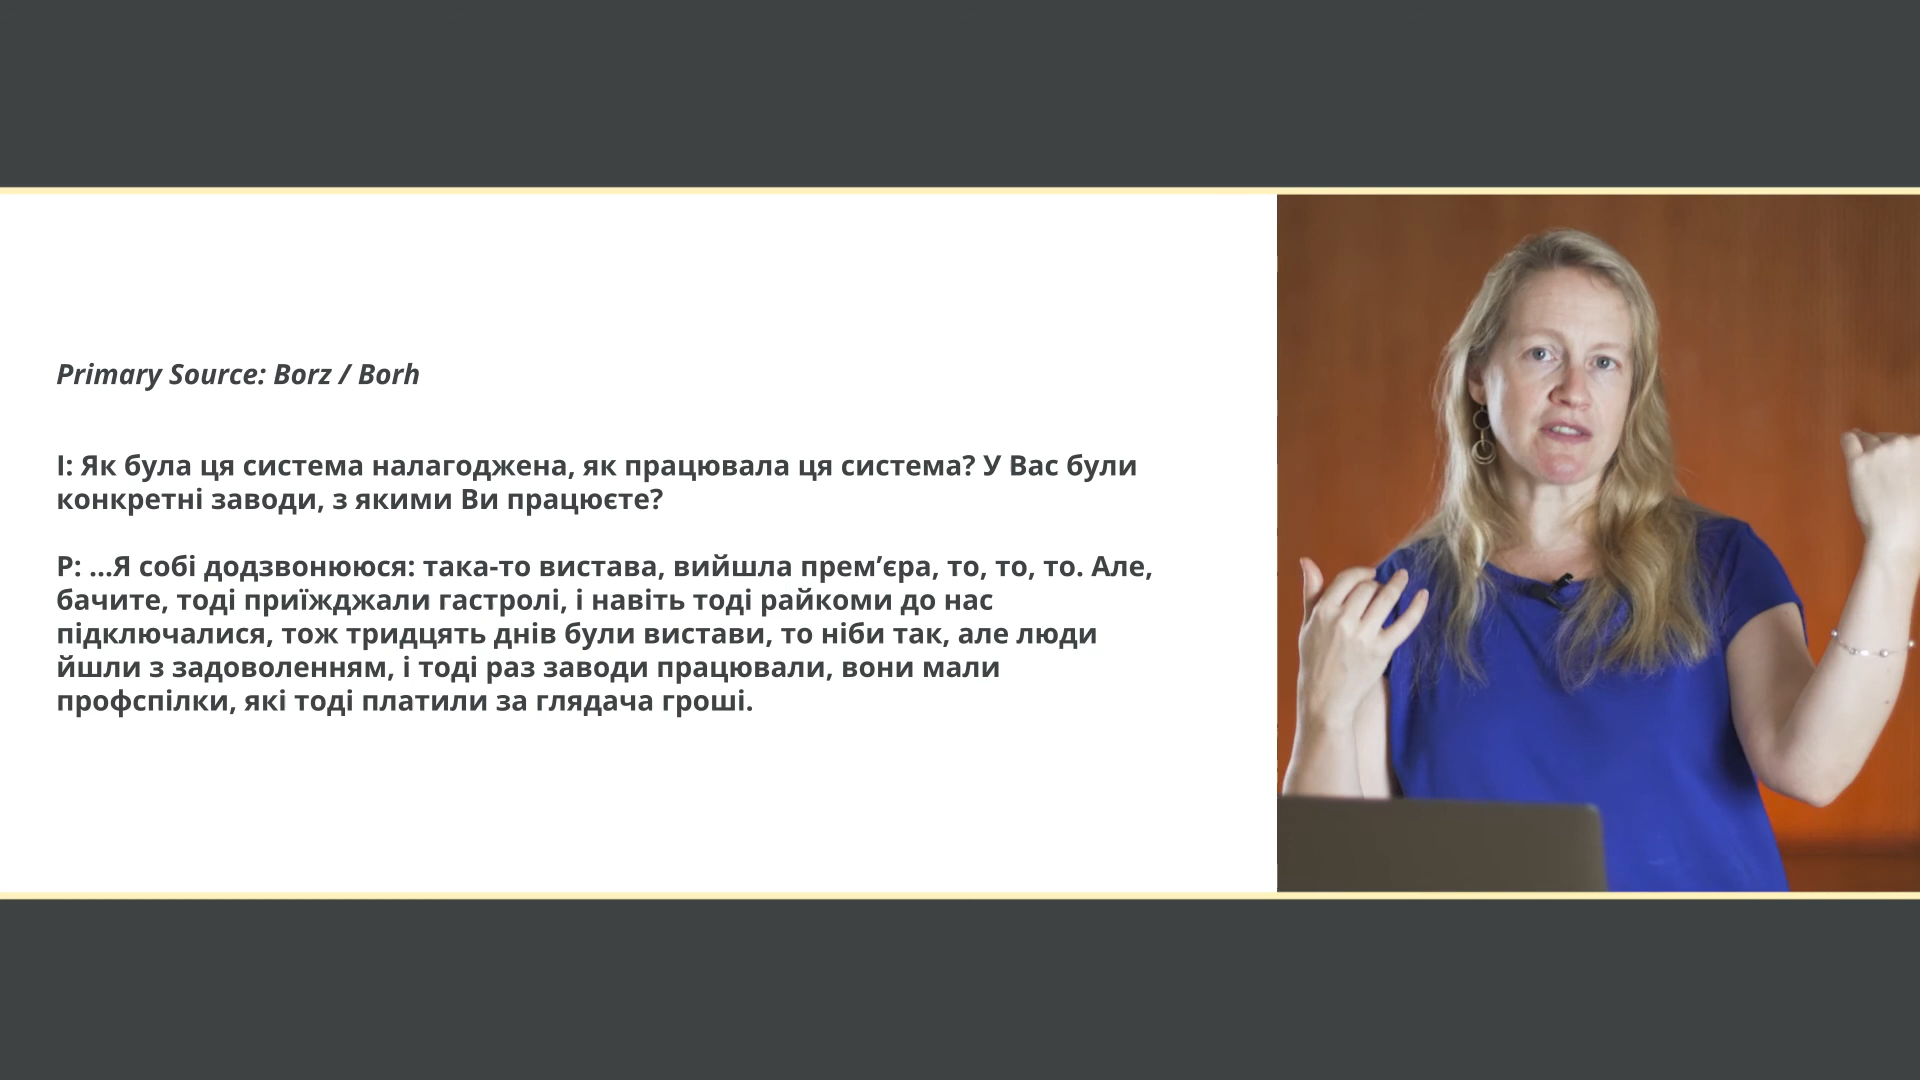 Primary Source: Borz / Borh
І: Як була ця система налагоджена, як працювала ця система? У Вас були
конкретні заводи, з якими Ви працюєте?
Р: ...Я собі додзвонююся: така-то вистава, вийшла прем’єра, то, то, то. Але,
бачите, тоді приїжджали гастролі, і навіть тоді райкоми до нас
підключалися, тож тридцять днів були вистави, то ніби так, але люди
йшли з задоволенням, і тоді раз заводи працювали, вони мали
профспілки, які тоді платили за глядача гроші.